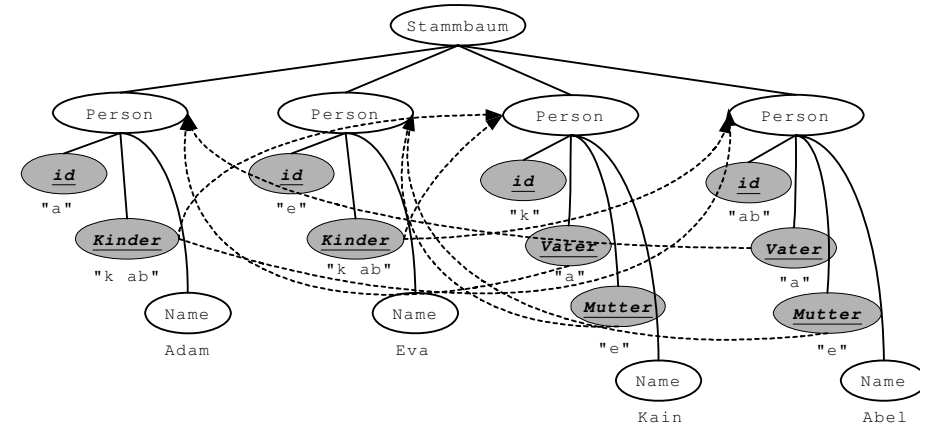 Stammbaum
Person Person Person Person
id id id id
"a" "e" "k" "ab"
Kinder Kinder Vater Vater
"k ab" "k ab" "a" "a"
Name Name Mutter Mutter
Adam Eva "e" "e"
Name Name
Kain Abel